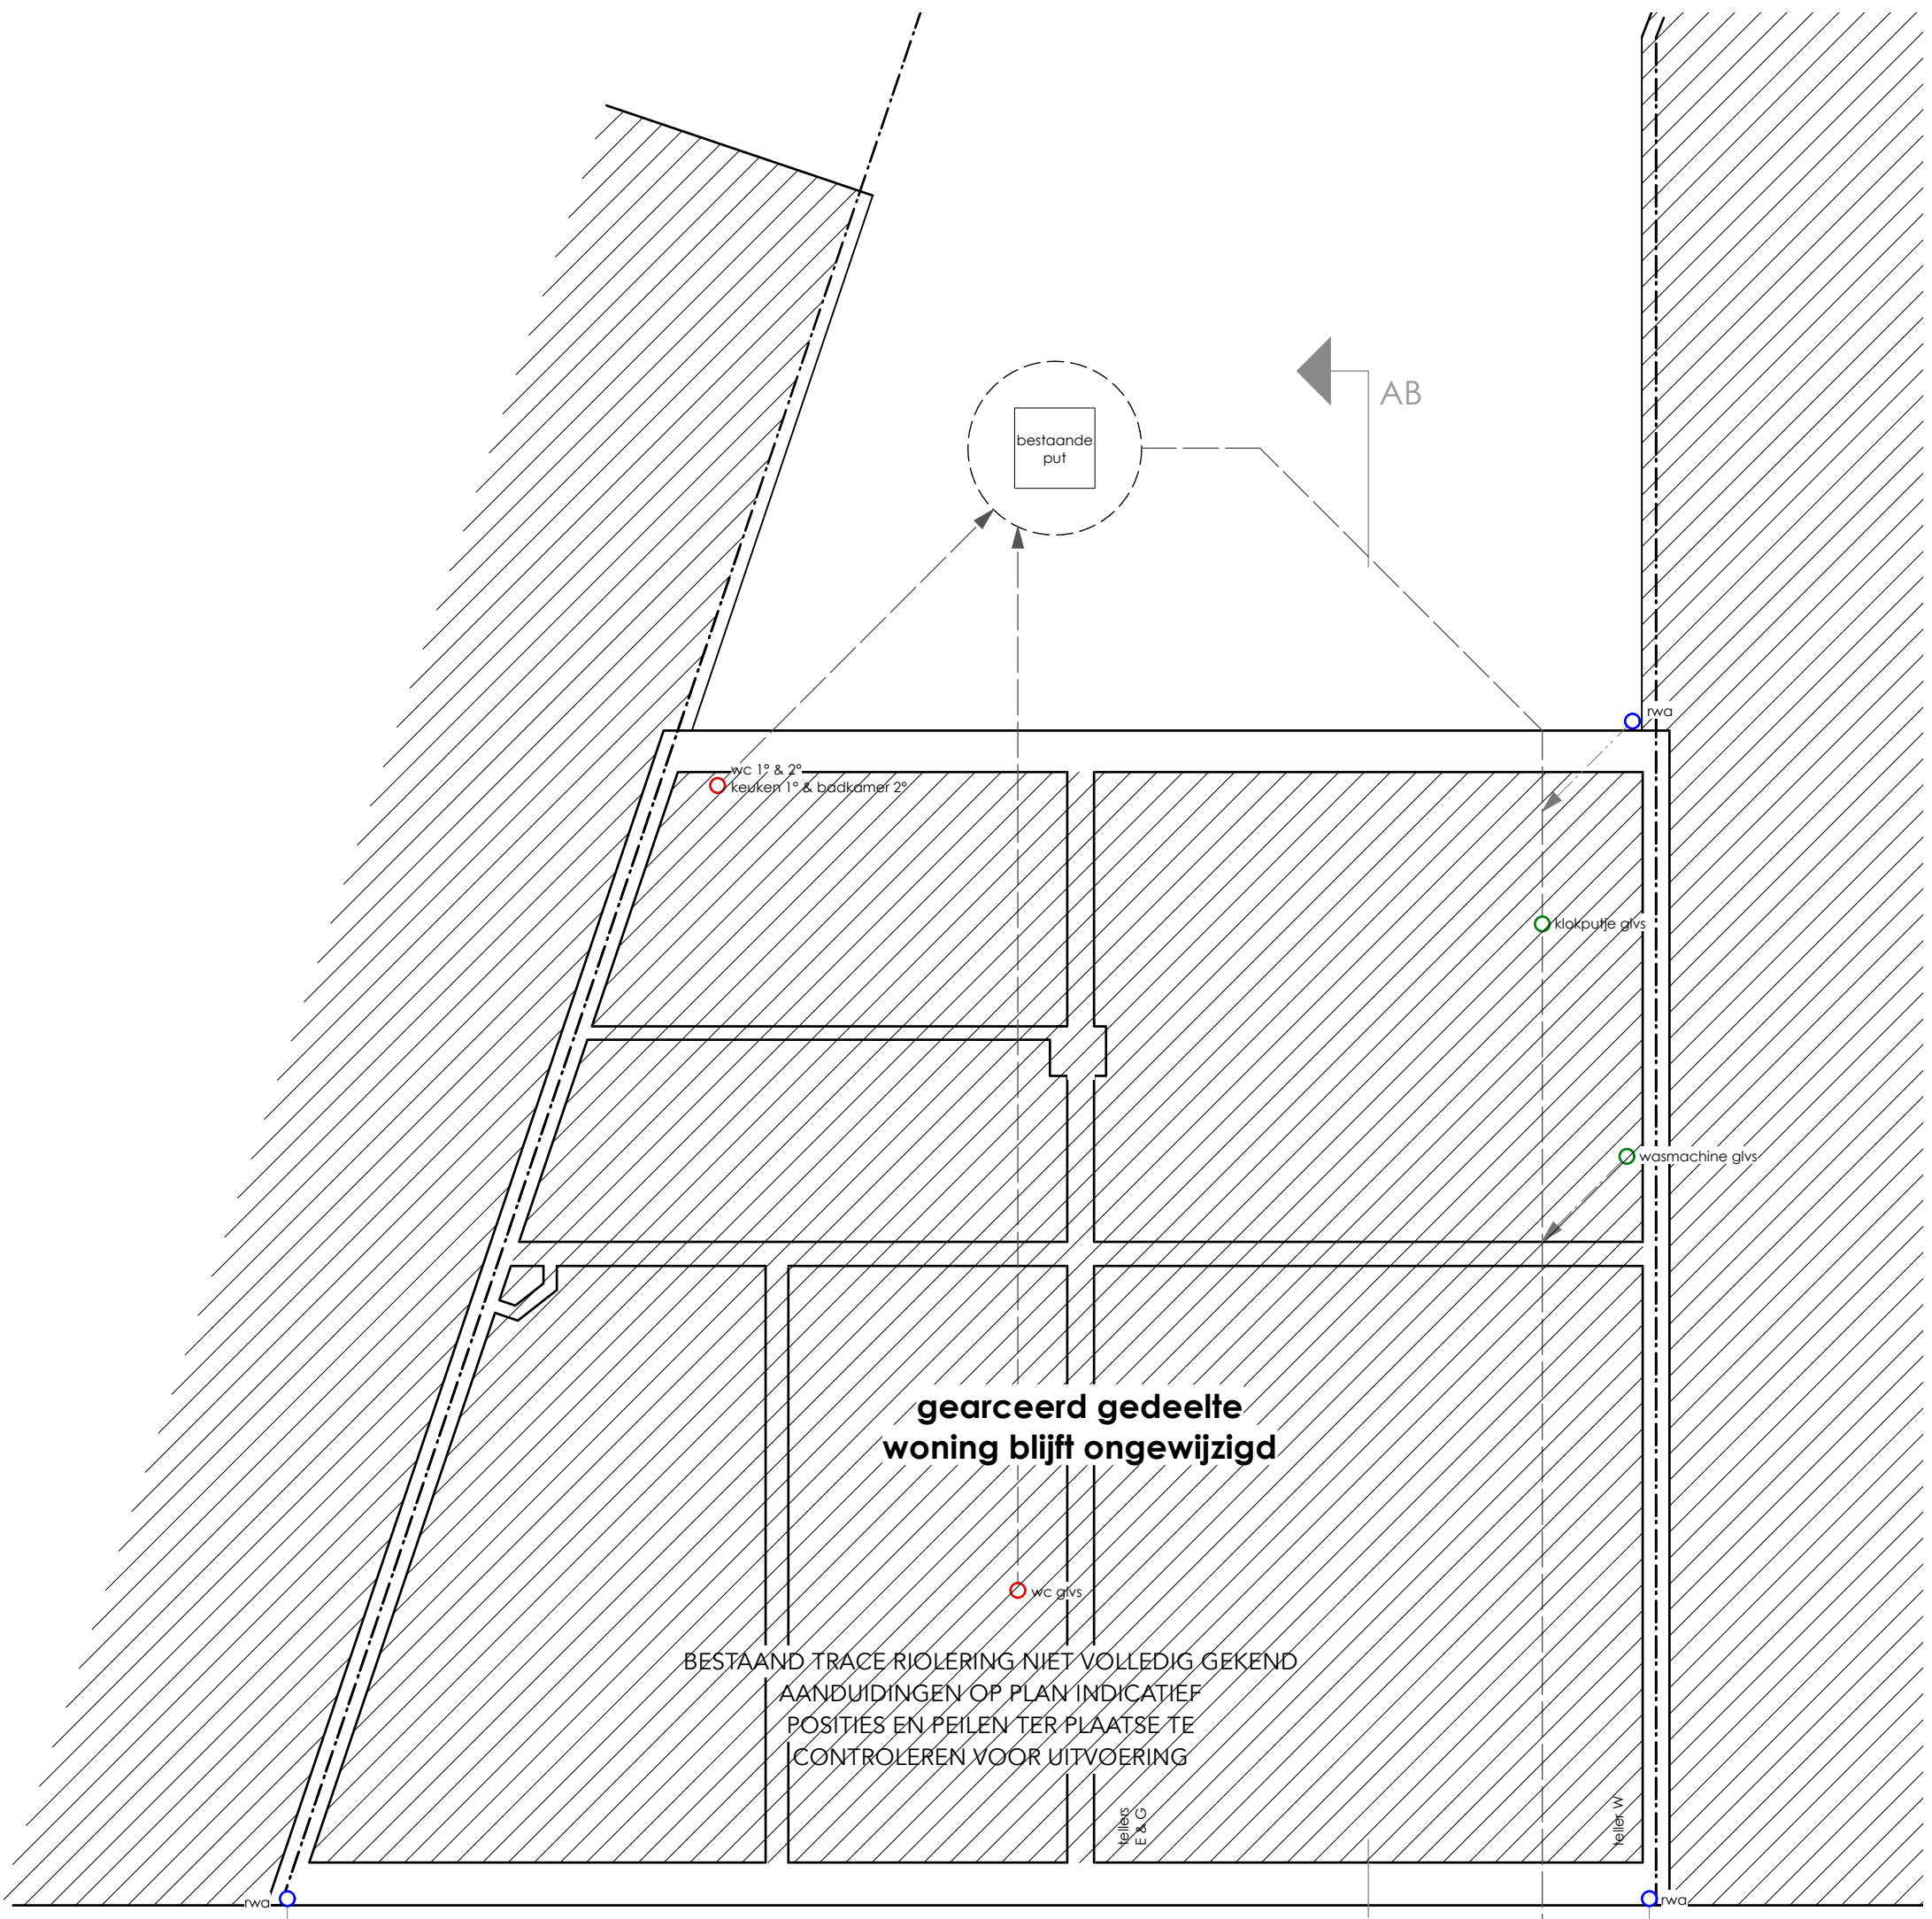 AB
bestaande
put
rwa
wc 1° & 2°
keuken 1° & badkamer 2°
klokputje glvs
wasmachine glvs
gearceerd gedeelte
woning blijft ongewijzigd
wc glvs
BESTAAND TRACE RIOLERING NIET VOLLEDIG GEKEND
AANDUIDINGEN OP PLAN INDICATIEF
POSITIES EN PEILEN TER PLAATSE TE
CONTROLEREN VOOR UITVOERING
tellers
E & G
teller W
rwa
rwa